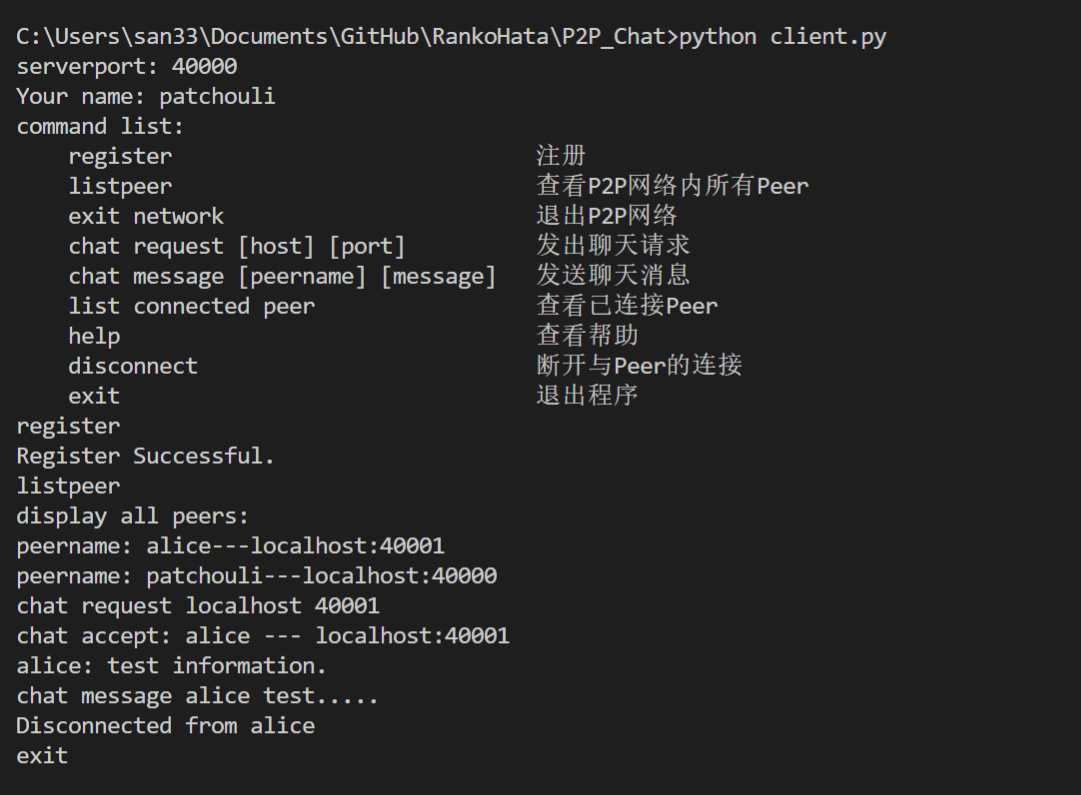 C:\Users\san33\Documents\GitHub\RankoHata\P2P_Chat>python client.py
serverport: 40000
Your name: patchouli
command list:
    register                            注册
    listpeer                            查看P2P网络内所有Peer
    exit network                        退出P2P网络
    chat request [host] [port]          发出聊天请求
    chat message [peername] [message]   发送聊天消息
    list connected peer                 查看已连接Peer
    help                                查看帮助
    disconnect                          断开与Peer的连接
    exit                                退出程序
register
Register Successful.
listpeer
display all peers:
peername: alice---localhost:40001
peername: patchouli---localhost:40000
chat request localhost 40001
chat accept: alice --- localhost:40001
alice: test information.
chat message alice test.....
Disconnected from alice
exit